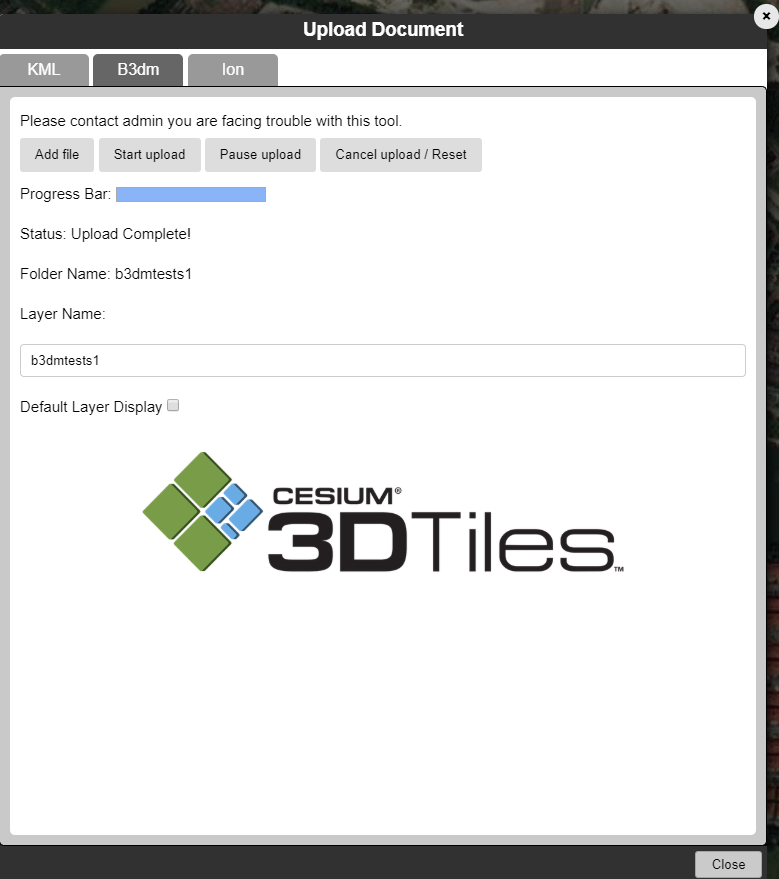 Upload Document
×
KML B3dm Ion
Please contact admin you are facing trouble with this tool.
Add file Start upload Pause upload Cancel upload / Reset
Progress Bar:
Status: Upload Complete!
Folder Name: b3dmtests1
Layer Name:
b3dmtests1
Default Layer Display
CESIUM®
3DTiles™
Close